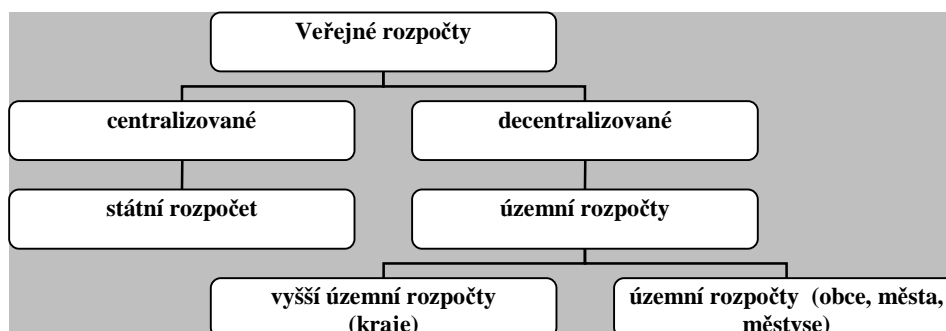 Veřejné rozpočty
centralizované
decentralizované
státní rozpočet
územní rozpočty
vyšší územní rozpočty
(kraje)
územní rozpočty (obce, města,
městyse)